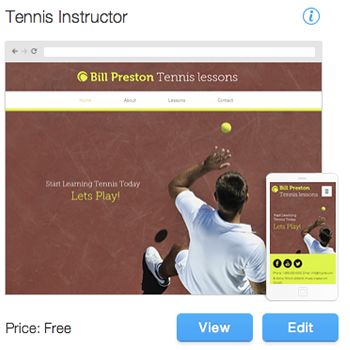 Tennis Instructor
Bill Preston Tennis lessons
Home About Lessons Contact
Start Learning Tennis Today
Lets Play!
Bill Preston
Tennis lessons
Start Learning
Tennis Today
Lets Play!
Price: Free
View
Edit